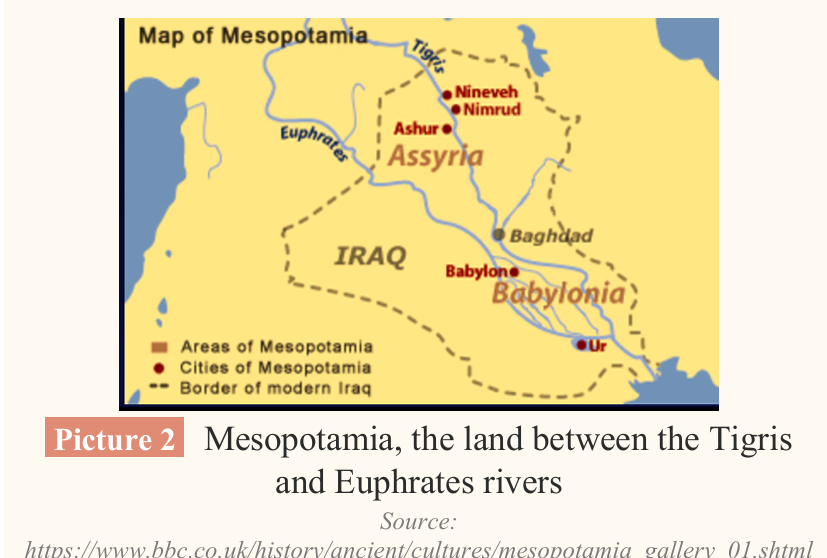 Map of Mesopotamia
Tigris
Nineveh
Nimrud
Ashur
Euphrates
Assyria
Baghdad
IRAQ
Babylon
Babylonia
Ur
Areas of Mesopotamia
Cities of Mesopotamia
Border of modern Iraq
Picture 2 Mesopotamia, the land between the Tigris
and Euphrates rivers
Source:
https://www.bbc.co.uk/history/ancient/cultures/mesopotamia_gallery_01.shtml